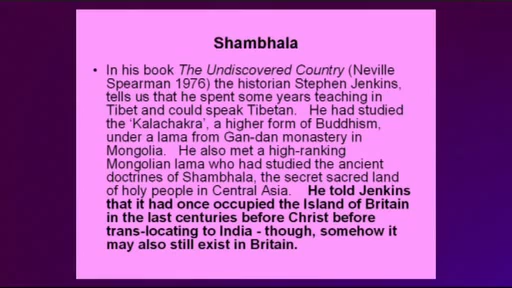 Shambhala
• In his book The Undiscovered Country (Neville
Spearman 1976) the historian Stephen Jenkins,
tells us that he spent some years teaching in
Tibet and could speak Tibetan. He had studied
the 'Kalachakra', a higher form of Buddhism,
under a lama from Gan-dan monastery in
Mongolia. He also met a high-ranking
Mongolian lama who had studied the ancient
doctrines of Shambhala, the secret sacred land
of holy people in Central Asia. He told Jenkins
that it had once occupied the Island of Britain
in the last centuries before Christ before
trans-locating to India - though, somehow it
may also still exist in Britain.